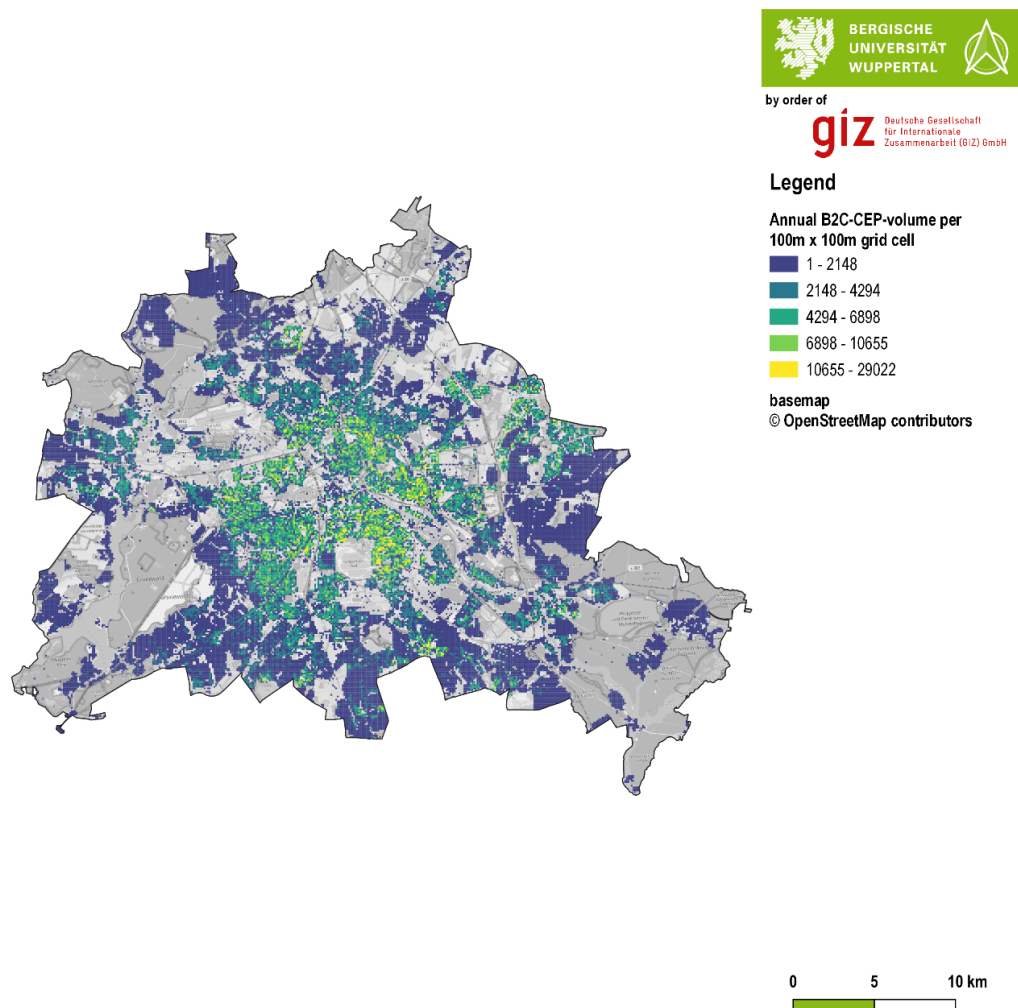 BERGISCHE
UNIVERSITÄT
WUPPERTAL
by order of
giz
Deutsche Gesellschaft
für Internationale
Zusammenarbeit (GIZ) GmbH
Legend
Annual B2C-CEP-volume per
100m x 100m grid cell
1 - 2148
2148 - 4294
4294 - 6898
6898 - 10655
10655 - 29022
basemap
© OpenStreetMap contributors
0 5 10 km